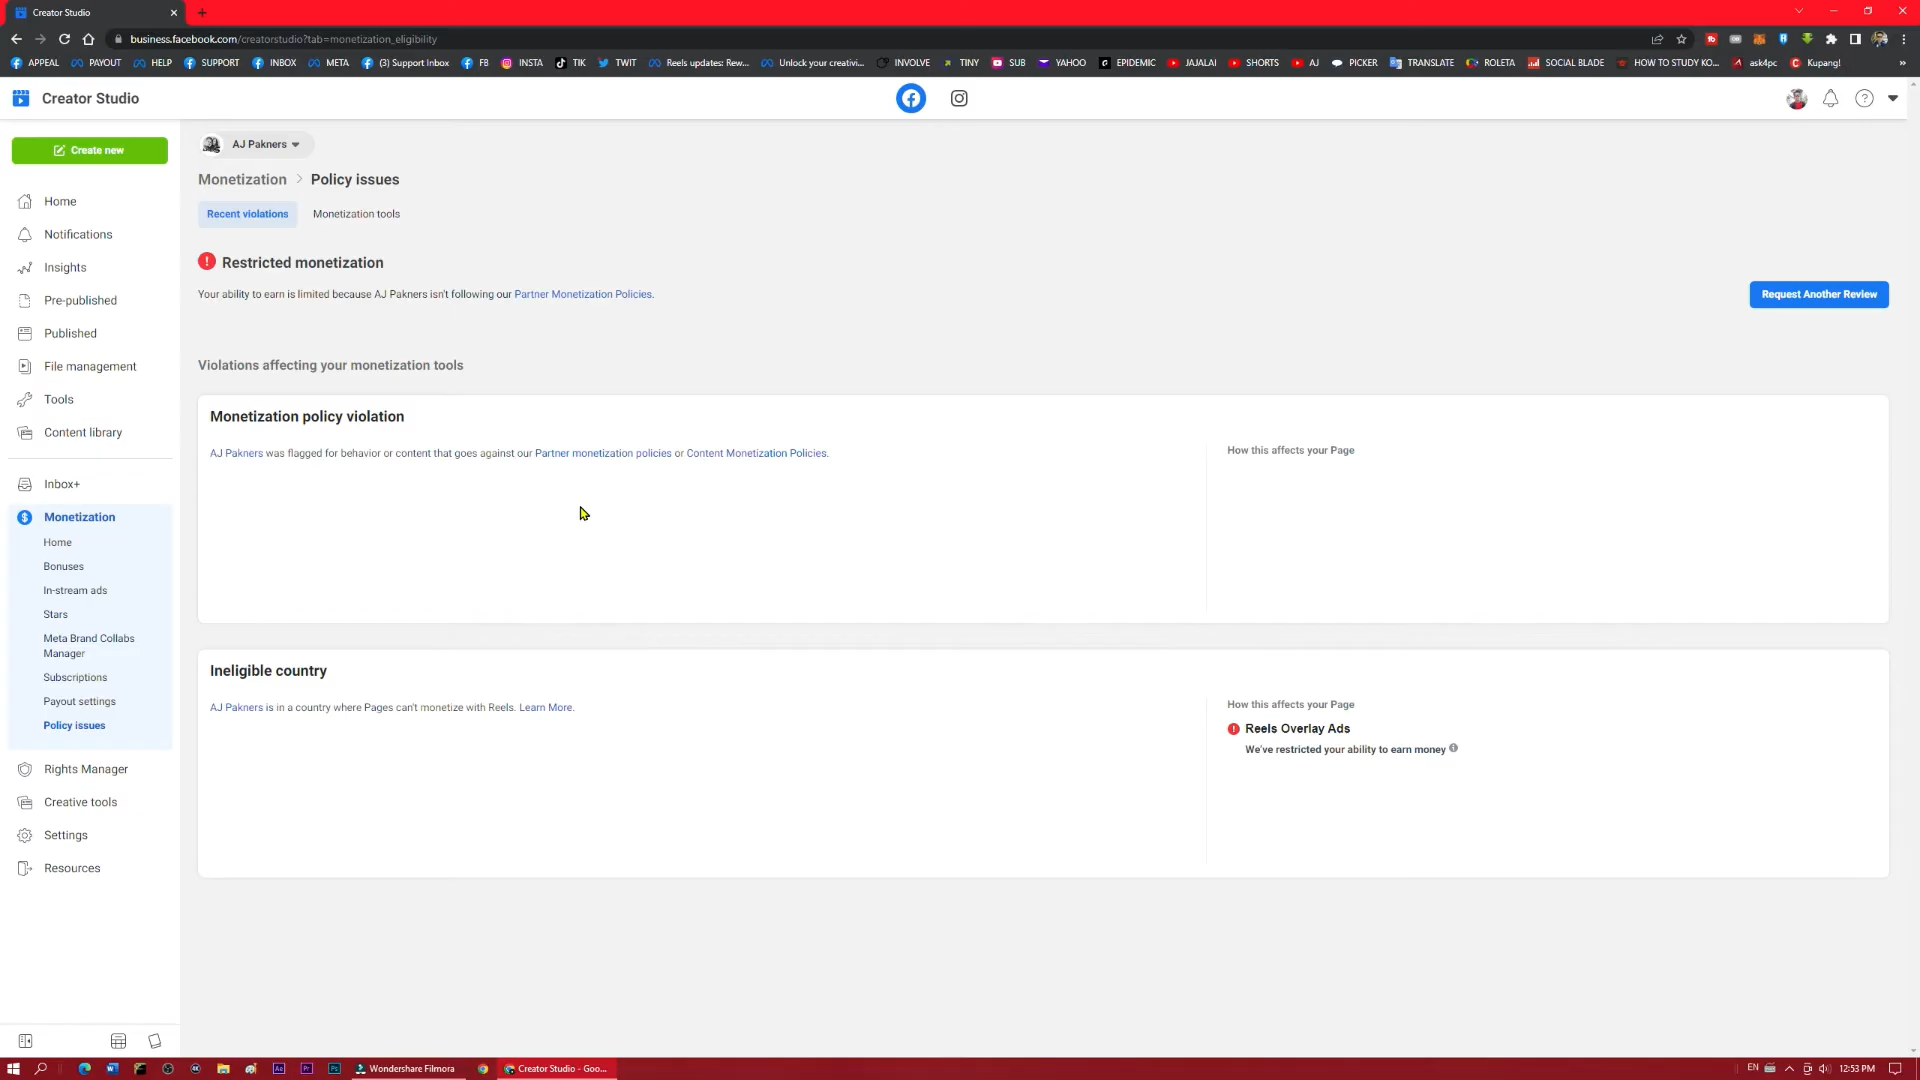 Creator Studio
business.facebook.com/creatorstudio?tab=monetization_eligibility
APPEAL PAYOUT HELP SUPPORT INBOX META (3) Support Inbox FB INSTA TIK TWIT Reels updates: Rew... Unlock your creativi... INVOLVE TINY SUB YAHOO EPIDEMIC JAJALAI SHORTS AJ PICKER TRANSLATE ROLETA SOCIAL BLADE HOW TO STUDY KO... ask4pc Kupang! »
Creator Studio
Create new
Home
Notifications
Insights
Pre-published
Published
File management
Tools
Content library
Inbox+
Monetization
Home
Bonuses
In-stream ads
Stars
Meta Brand Collabs
Manager
Subscriptions
Payout settings
Policy issues
Rights Manager
Creative tools
Settings
Resources
AJ Pakners
Monetization > Policy issues
Recent violations Monetization tools
Restricted monetization
Your ability to earn is limited because AJ Pakners isn't following our Partner Monetization Policies.
Request Another Review
Violations affecting your monetization tools
Monetization policy violation
AJ Pakners was flagged for behavior or content that goes against our Partner monetization policies or Content Monetization Policies.
How this affects your Page
Ineligible country
AJ Pakners is in a country where Pages can't monetize with Reels. Learn More.
How this affects your Page
Reels Overlay Ads
We've restricted your ability to earn money
Wondershare Filmora
Creator Studio - Goo...
EN
12:53 PM